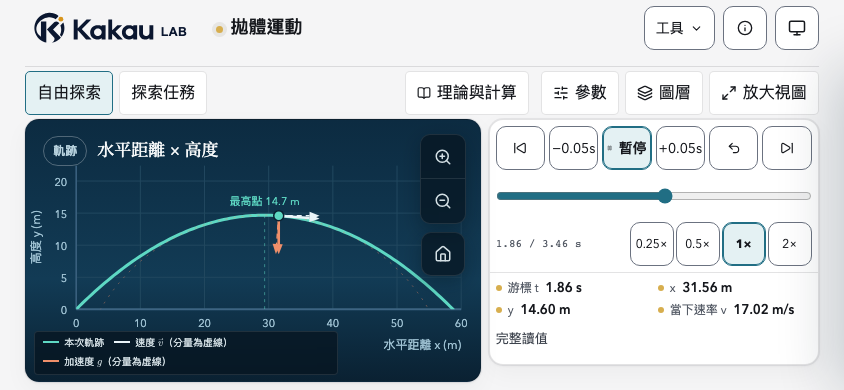 Kakau LAB
拋體運動
工具
自由探索
探索任務
理論與計算
參數
圖層
放大視圖
軌跡
水平距離 × 高度
最高點 14.7 m
高度 y (m)
20
15
10
5
0
0 10 20 30 40 50 60
水平距離 x (m)
本次軌跡
速度 v⃗（分量為虛線）
加速度 g（分量為虛線）
−0.05s
暫停
+0.05s
1.86 / 3.46 s
0.25×
0.5×
1×
2×
游標 t 1.86 s
x 31.56 m
y 14.60 m
當下速率 v 17.02 m/s
完整讀值